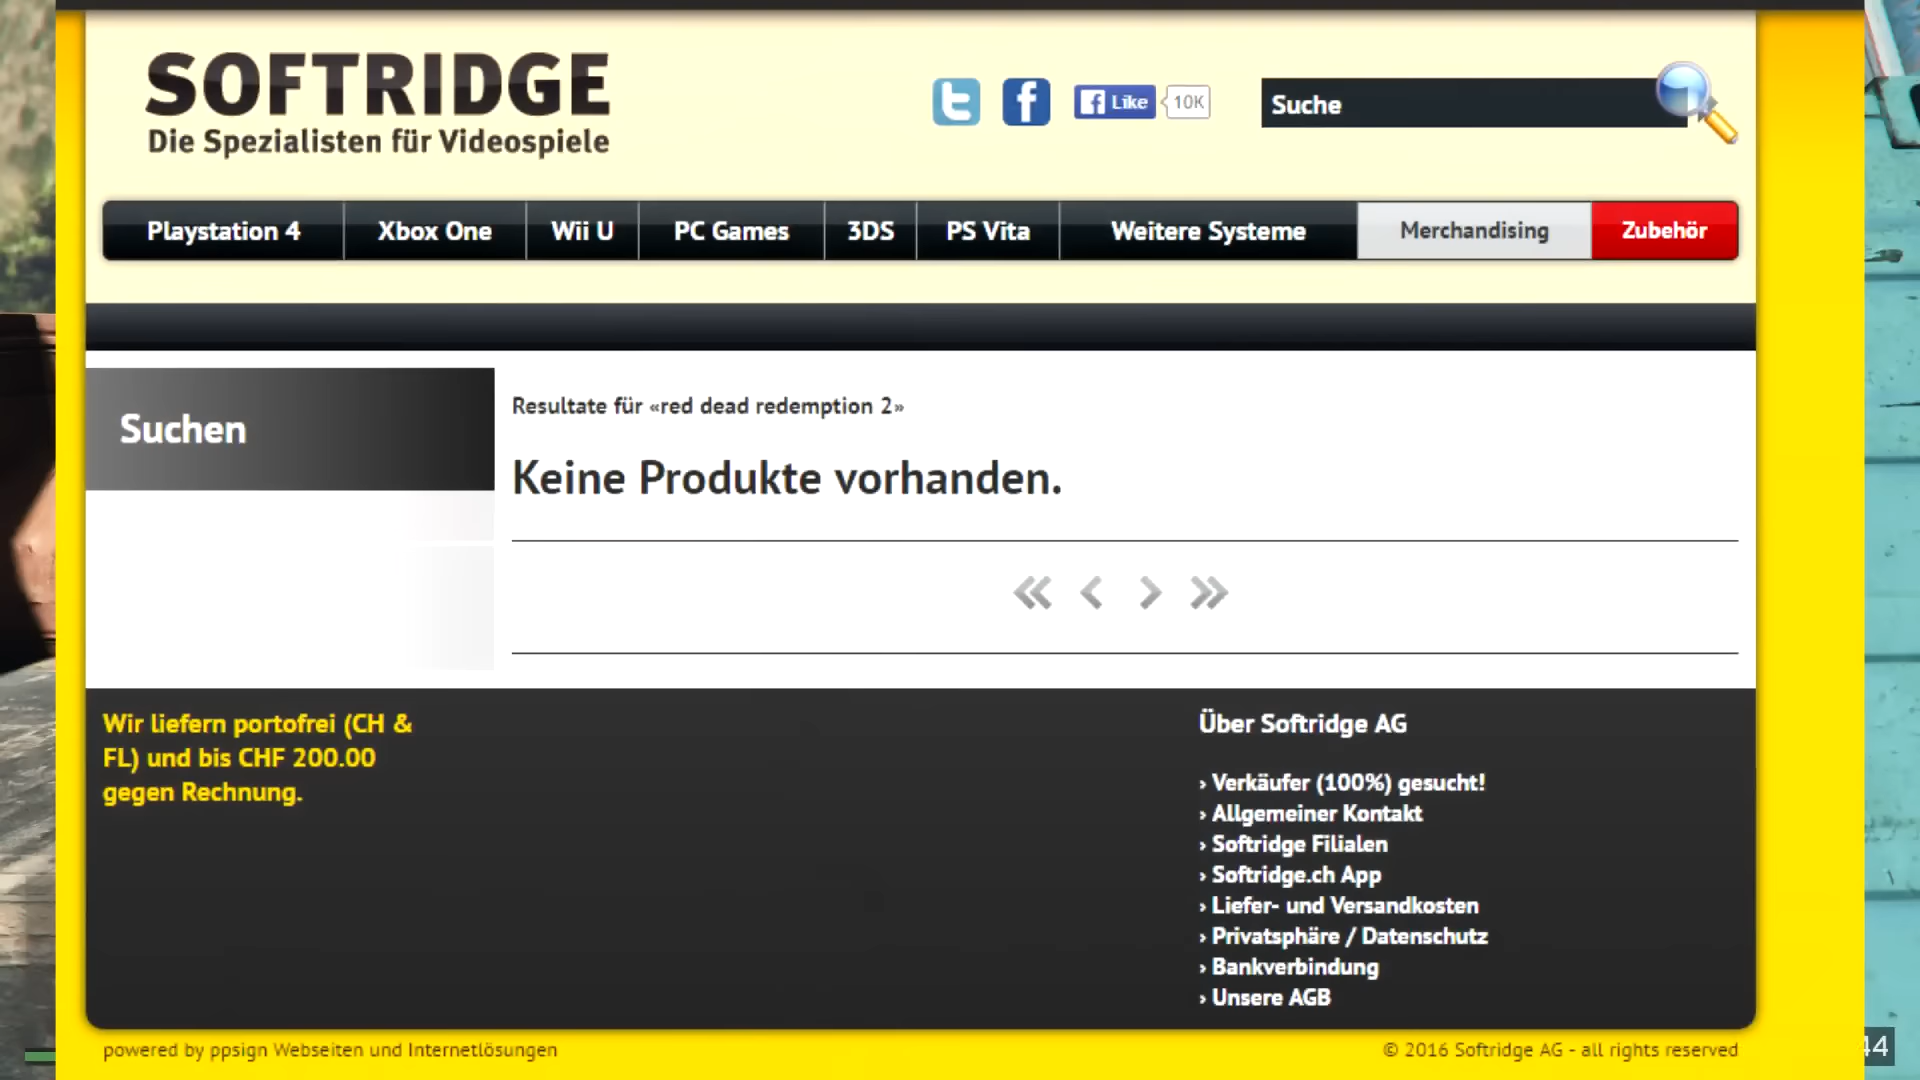 SOFTRIDGE
Die Spezialisten für Videospiele
Like
10K
Suche
Playstation 4
Xbox One
Wii U
PC Games
3DS
PS Vita
Weitere Systeme
Merchandising
Zubehör
Suchen
Resultate für «red dead redemption 2»
Keine Produkte vorhanden.
Wir liefern portofrei (CH &
FL) und bis CHF 200.00
gegen Rechnung.
Über Softridge AG
› Verkäufer (100%) gesucht!
› Allgemeiner Kontakt
› Softridge Filialen
› Softridge.ch App
› Liefer- und Versandkosten
› Privatsphäre / Datenschutz
› Bankverbindung
› Unsere AGB
powered by ppsign Webseiten und Internetlösungen
© 2016 Softridge AG - all rights reserved